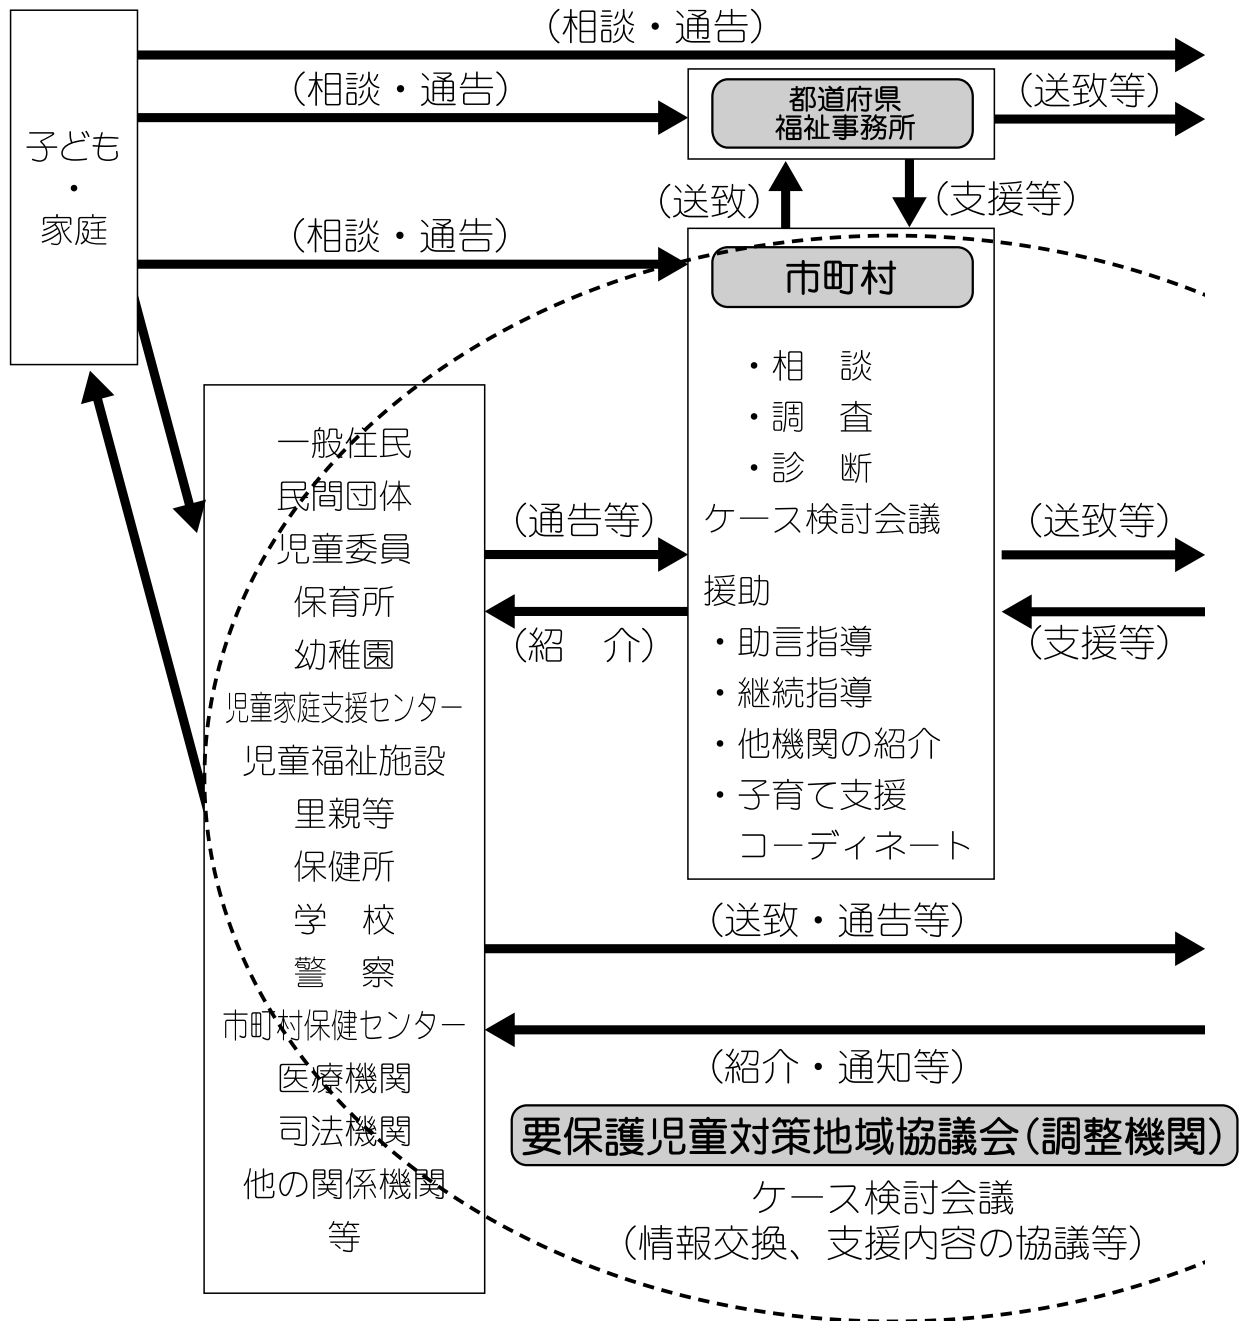 （相談・通告）
（相談・通告）
都道府県
福祉事務所
（送致等）
子ども
・
家庭
（送致）
（支援等）
（相談・通告）
市町村
・相　談
・調　査
・診　断
ケース検討会議
援助
・助言指導
・継続指導
・他機関の紹介
・子育て支援
コーディネート
一般住民
民間団体
児童委員
保育所
幼稚園
児童家庭支援センター
児童福祉施設
里親等
保健所
学　校
警　察
市町村保健センター
医療機関
司法機関
他の関係機関
等
（通告等）
（紹　介）
（送致等）
（支援等）
（送致・通告等）
（紹介・通知等）
要保護児童対策地域協議会（調整機関）
ケース検討会議
（情報交換、支援内容の協議等）